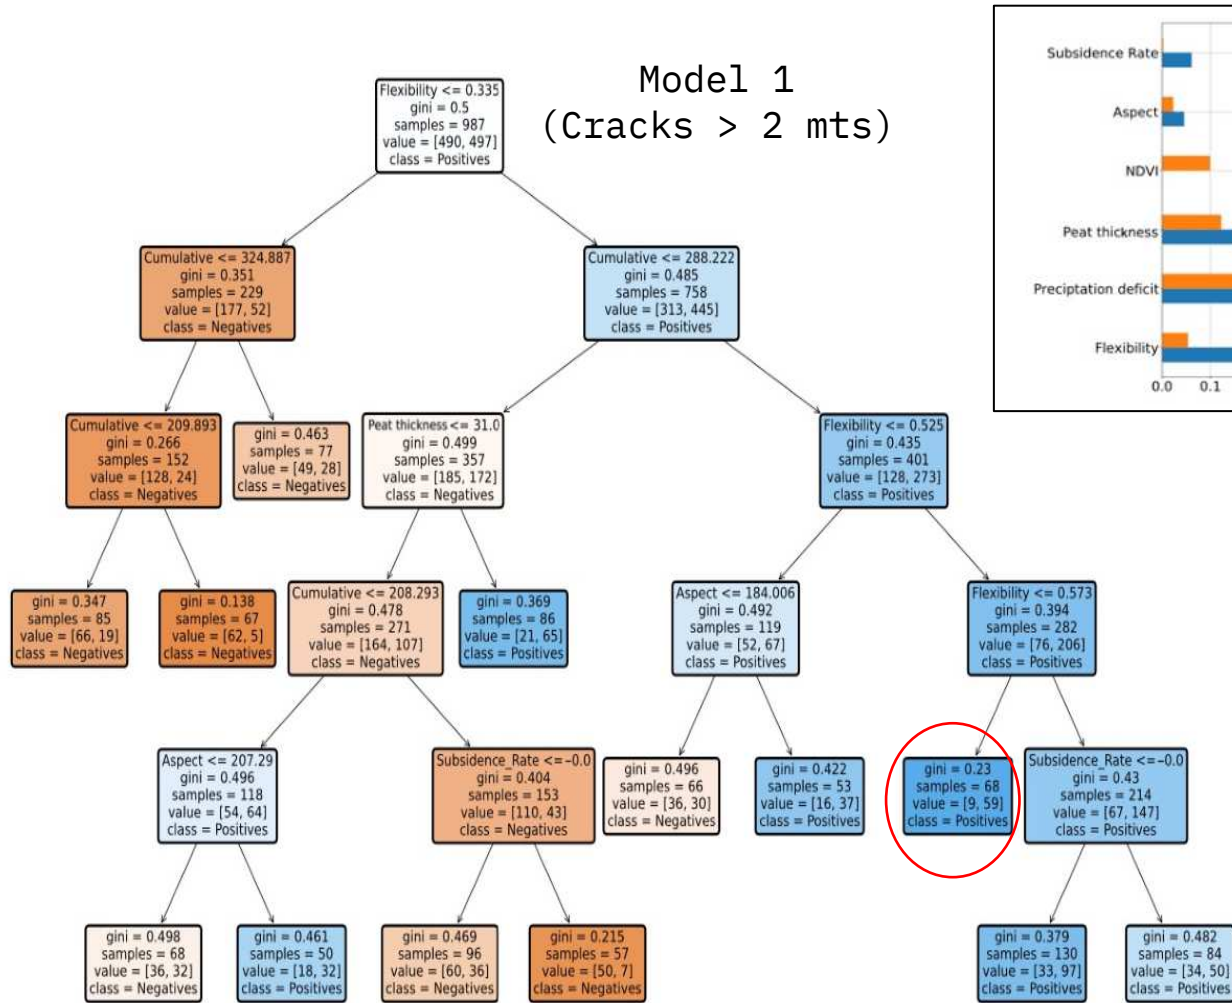 Model 1
(Cracks > 2 mts)
Subsidence Rate
Aspect
NDVI
Peat thickness
Preciptation deficit
Flexibility
0.0 0.1
Flexibility <= 0.335
gini = 0.5
samples = 987
value = [490, 497]
class = Positives
Cumulative <= 324.887
gini = 0.351
samples = 229
value = [177, 52]
class = Negatives
Cumulative <= 288.222
gini = 0.485
samples = 758
value = [313, 445]
class = Positives
Cumulative <= 209.893
gini = 0.266
samples = 152
value = [128, 24]
class = Negatives
gini = 0.463
samples = 77
value = [49, 28]
class = Negatives
Peat thickness <= 31.0
gini = 0.499
samples = 357
value = [185, 172]
class = Negatives
Flexibility <= 0.525
gini = 0.435
samples = 401
value = [128, 273]
class = Positives
gini = 0.347
samples = 85
value = [66, 19]
class = Negatives
gini = 0.138
samples = 67
value = [62, 5]
class = Negatives
Cumulative <= 208.293
gini = 0.478
samples = 271
value = [164, 107]
class = Negatives
gini = 0.369
samples = 86
value = [21, 65]
class = Positives
Aspect <= 184.006
gini = 0.492
samples = 119
value = [52, 67]
class = Positives
Flexibility <= 0.573
gini = 0.394
samples = 282
value = [76, 206]
class = Positives
Aspect <= 207.29
gini = 0.496
samples = 118
value = [54, 64]
class = Positives
Subsidence_Rate <= -0.0
gini = 0.404
samples = 153
value = [110, 43]
class = Negatives
gini = 0.496
samples = 66
value = [36, 30]
class = Negatives
gini = 0.422
samples = 53
value = [16, 37]
class = Positives
gini = 0.23
samples = 68
value = [9, 59]
class = Positives
Subsidence_Rate <= -0.0
gini = 0.43
samples = 214
value = [67, 147]
class = Positives
gini = 0.498
samples = 68
value = [36, 32]
class = Negatives
gini = 0.461
samples = 50
value = [18, 32]
class = Positives
gini = 0.469
samples = 96
value = [60, 36]
class = Negatives
gini = 0.215
samples = 57
value = [50, 7]
class = Negatives
gini = 0.379
samples = 130
value = [33, 97]
class = Positives
gini = 0.482
samples = 84
value = [34, 50]
class = Positives